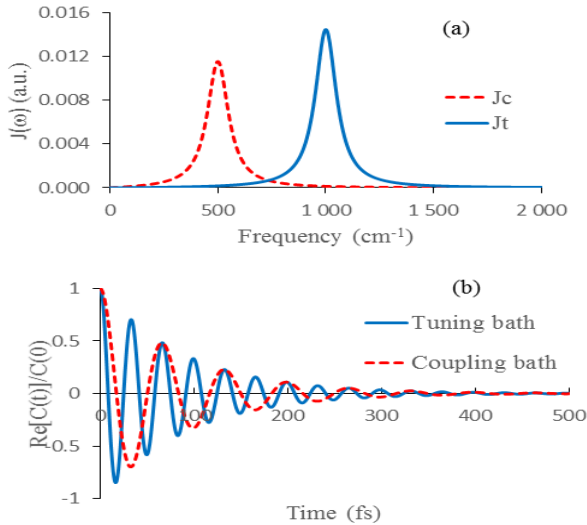 (a)
0.016
0.012
0.008
0.004
0.000
J(ω) (a.u.)
Jc
Jt
0
500
1 000
1 500
2 000
Frequency (cm-1)
(b)
1
0.5
0
-0.5
-1
Re[C(t)]/C(0)
Tuning bath
Coupling bath
0
100
200
300
400
500
Time (fs)